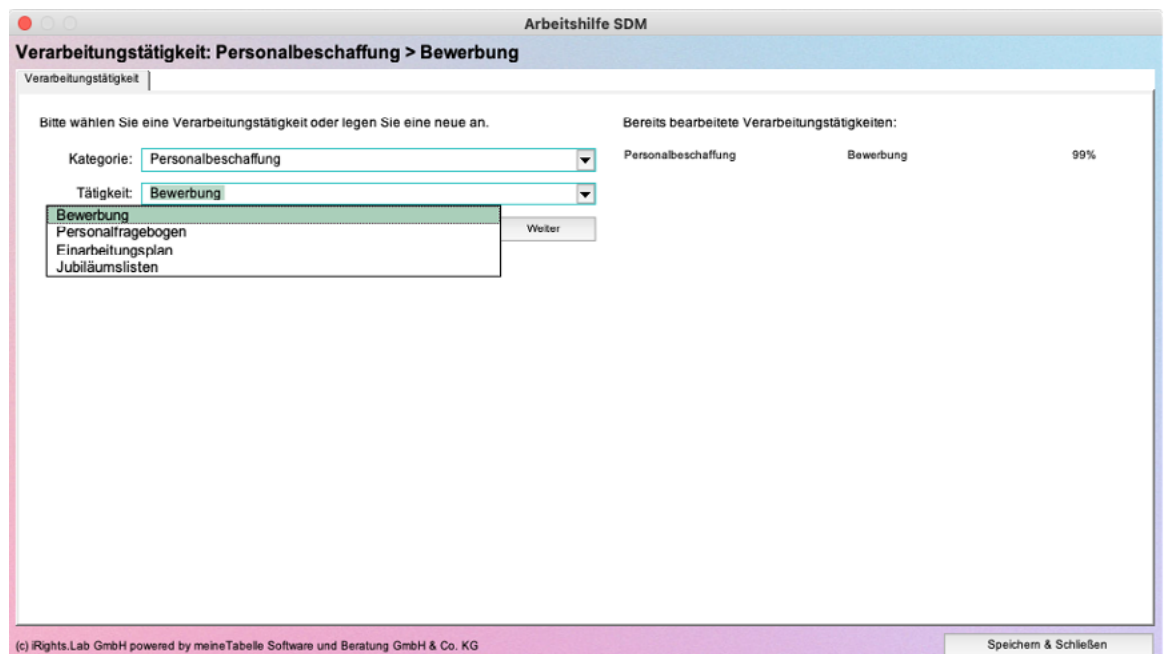 Arbeitshilfe SDM
Verarbeitungstätigkeit: Personalbeschaffung > Bewerbung
Verarbeitungstätigkeit
Bitte wählen Sie eine Verarbeitungstätigkeit oder legen Sie eine neue an.
Kategorie: Personalbeschaffung
Tätigkeit: Bewerbung
Bewerbung
Personalfragebogen
Einarbeitungsplan
Jubiläumslisten
Weiter
Bereits bearbeitete Verarbeitungstätigkeiten:
Personalbeschaffung Bewerbung 99%
(c) iRights.Lab GmbH powered by meineTabelle Software und Beratung GmbH & Co. KG
Speichern & Schließen